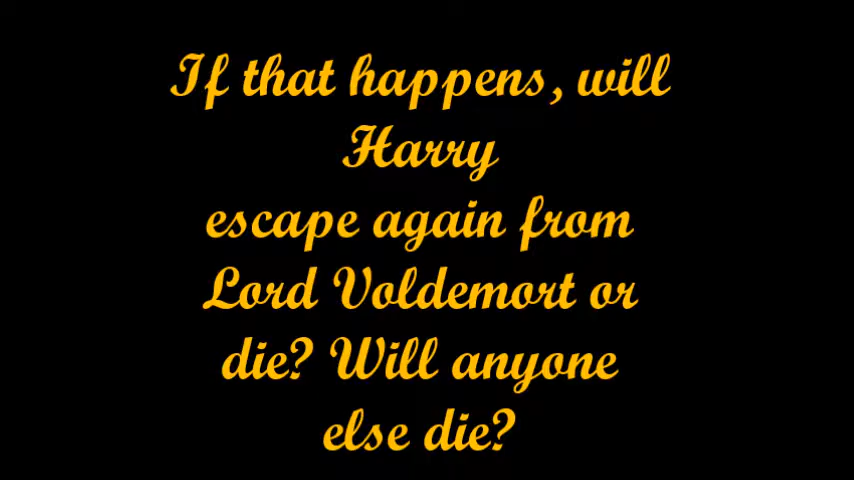 If that happens, will
Harry
escape again from
Lord Voldemort or
die? Will anyone
else die?